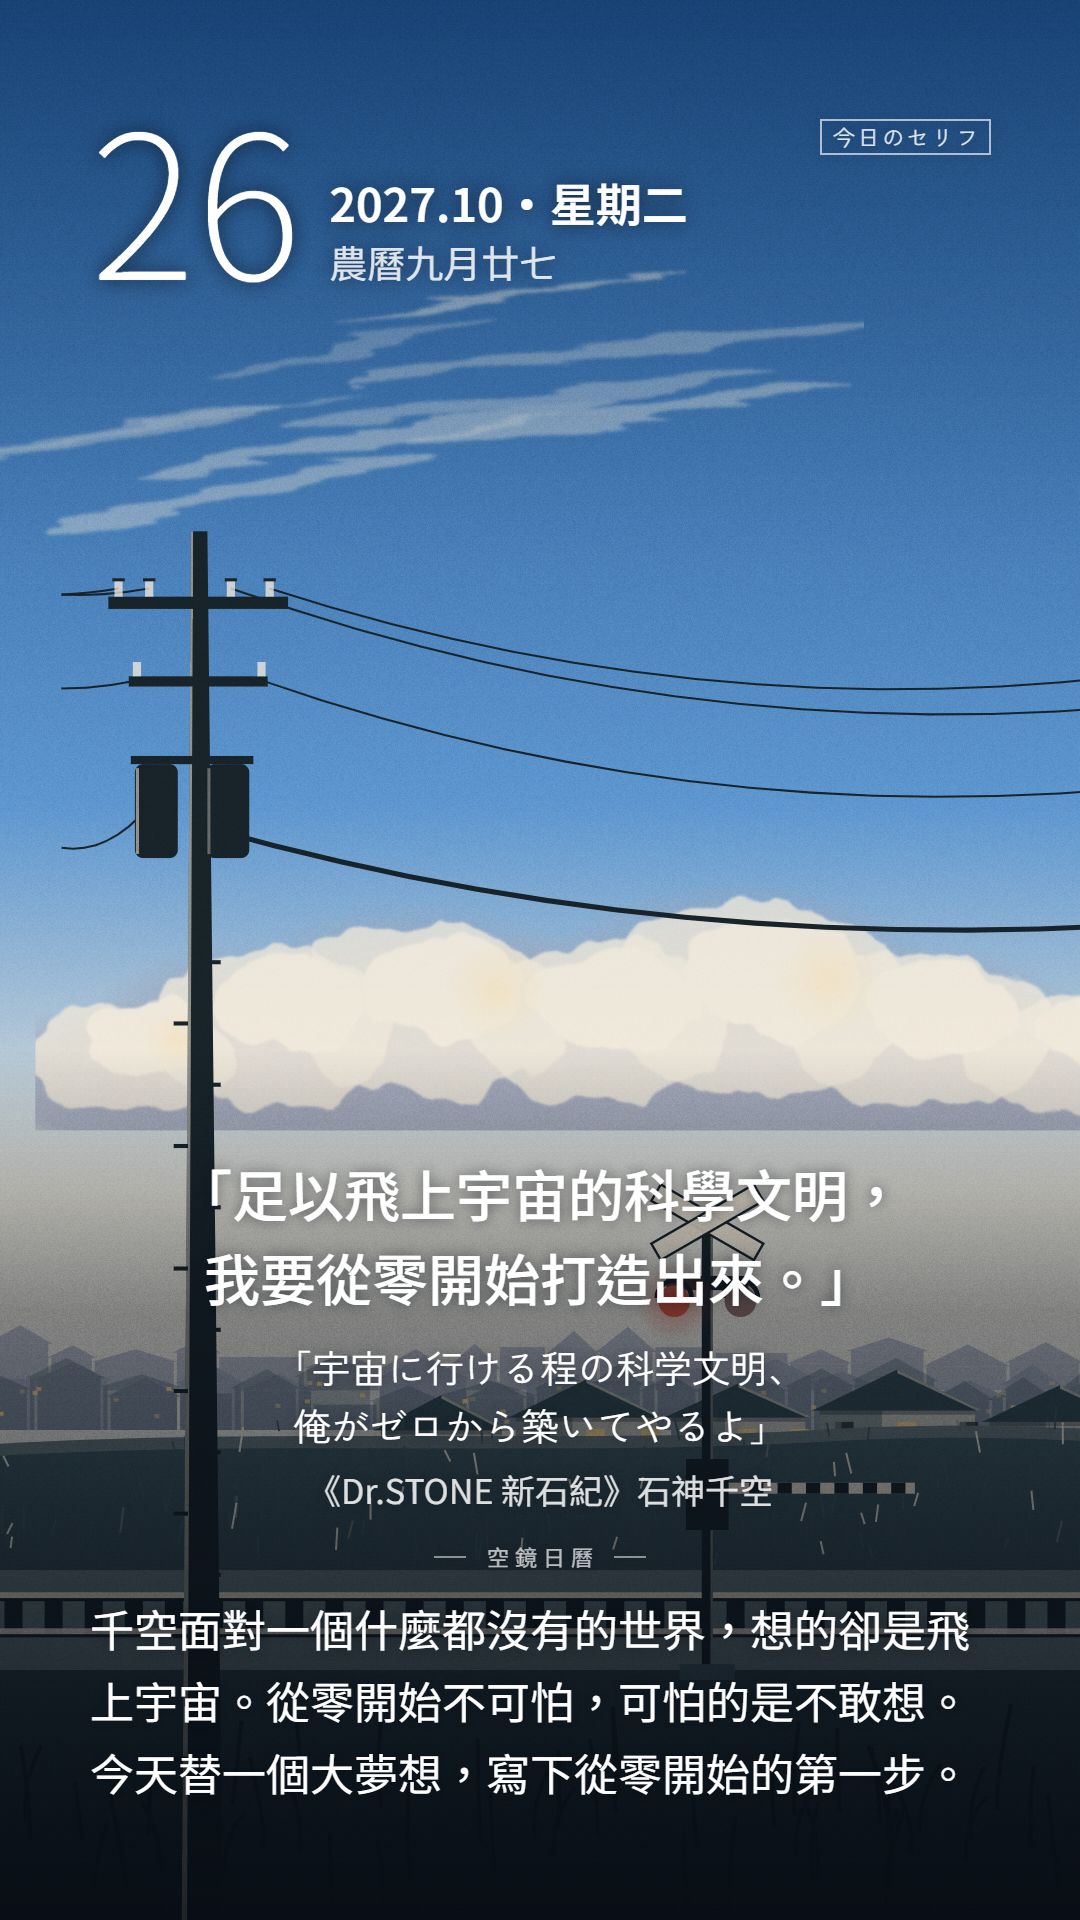 26
2027.10・星期二
農曆九月廿七
今日のセリフ
「足以飛上宇宙的科學文明，
我要從零開始打造出來。」
「宇宙に行ける程の科学文明、
俺がゼロから築いてやるよ」
《Dr.STONE 新石紀》石神千空
空鏡日曆
千空面對一個什麼都沒有的世界，想的卻是飛
上宇宙。從零開始不可怕，可怕的是不敢想。
今天替一個大夢想，寫下從零開始的第一步。